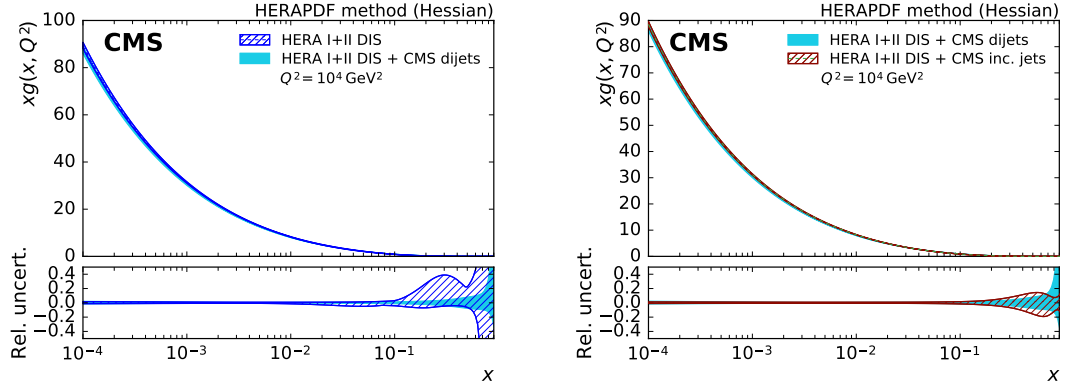 HERAPDF method (Hessian)
CMS
HERA I+II DIS
HERA I+II DIS + CMS dijets
Q² = 10⁴ GeV²
xg(x, Q²)
100
80
60
40
20
0
Rel. uncert.
0.4
0.2
0.0
−0.2
−0.4
10⁻⁴
10⁻³
10⁻²
10⁻¹
x
HERAPDF method (Hessian)
CMS
HERA I+II DIS + CMS dijets
HERA I+II DIS + CMS inc. jets
Q² = 10⁴ GeV²
xg(x, Q²)
90
80
70
60
50
40
30
20
10
0
Rel. uncert.
0.4
0.2
0.0
−0.2
−0.4
10⁻⁴
10⁻³
10⁻²
10⁻¹
x